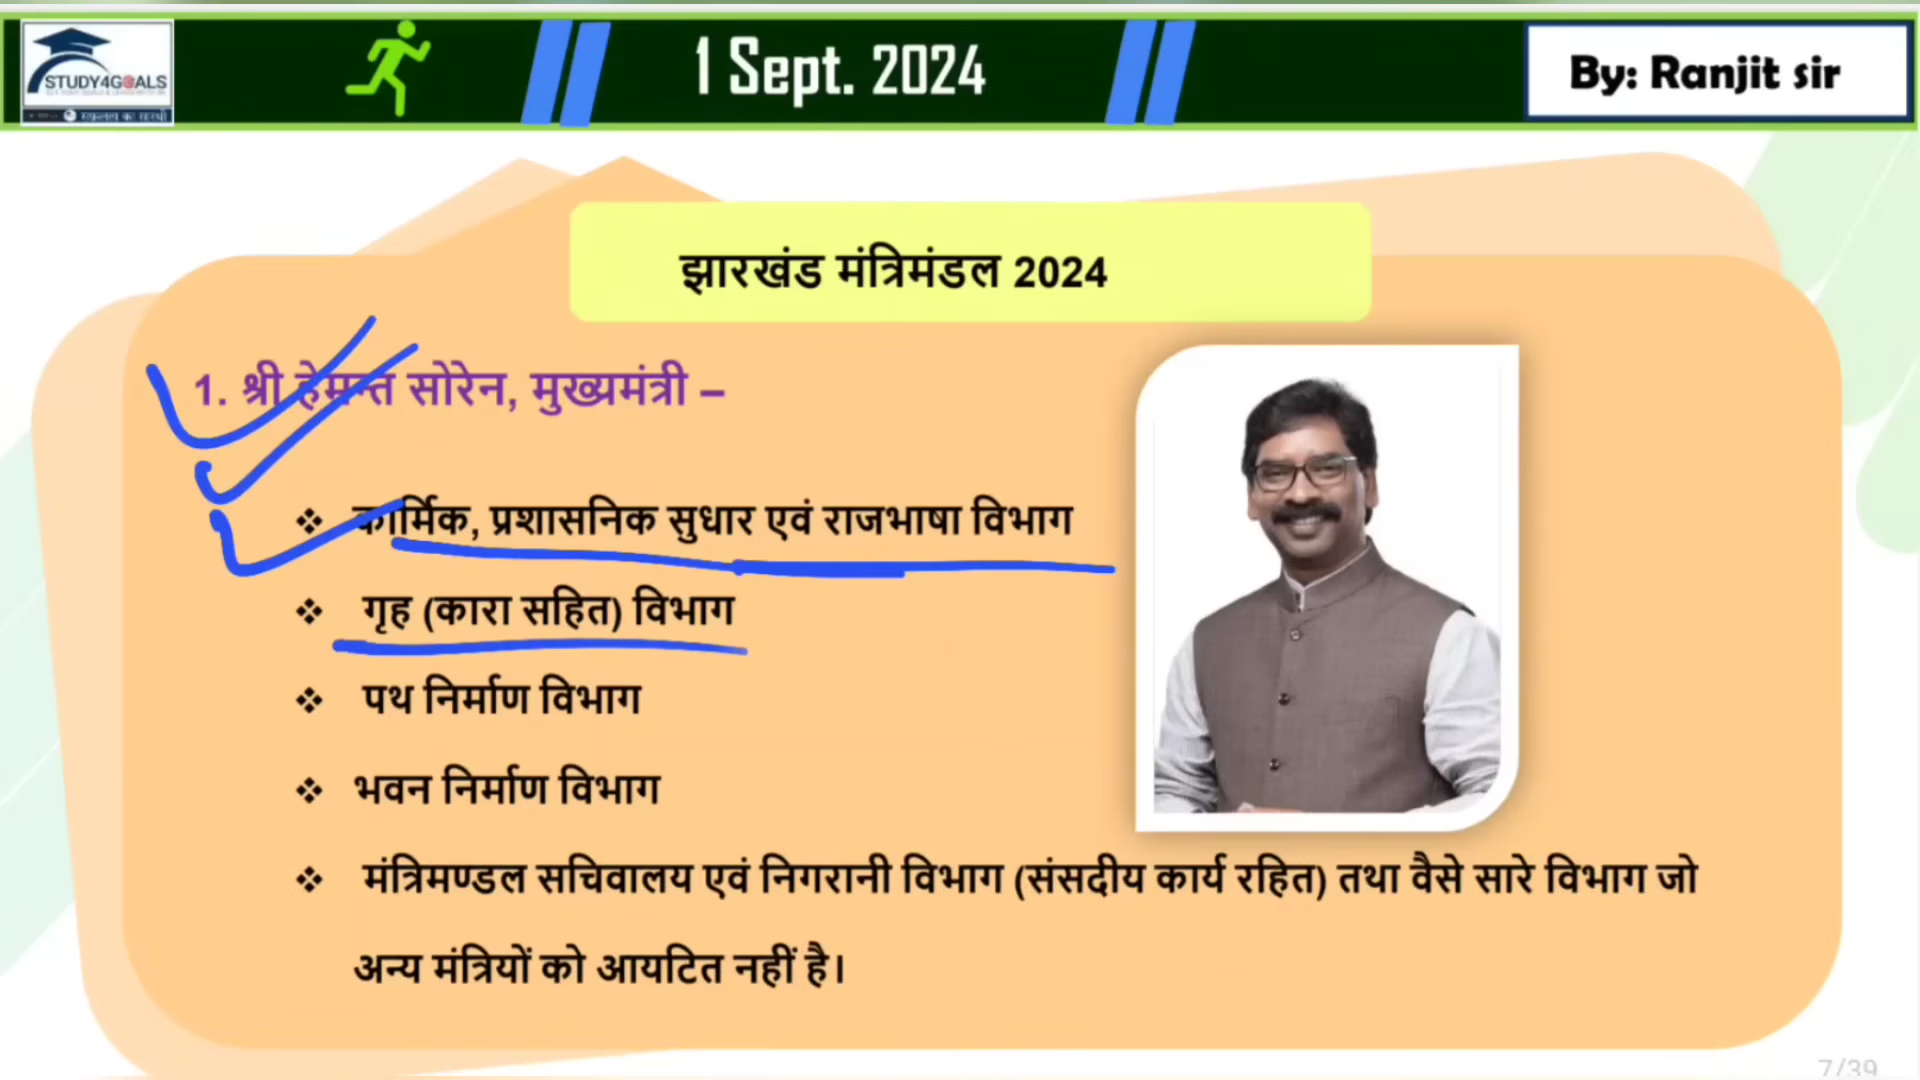 STUDY4GOALS
1 Sept. 2024
By: Ranjit sir
झारखंड मंत्रिमंडल 2024
1. श्री हेमन्त सोरेन, मुख्यमंत्री –
❖ कार्मिक, प्रशासनिक सुधार एवं राजभाषा विभाग
❖ गृह (कारा सहित) विभाग
❖ पथ निर्माण विभाग
❖ भवन निर्माण विभाग
❖ मंत्रिमण्डल सचिवालय एवं निगरानी विभाग (संसदीय कार्य रहित) तथा वैसे सारे विभाग जो
अन्य मंत्रियों को आयटित नहीं है।
7/39